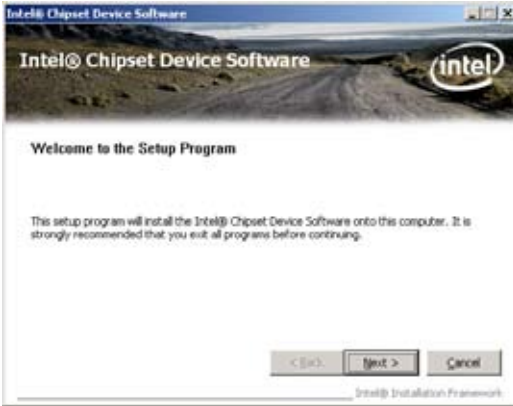 Intel® Chipset Device Software
Intel® Chipset Device Software
intel
Welcome to the Setup Program
This setup program will install the Intel® Chipset Device Software onto this computer. It is
strongly recommended that you exit all programs before continuing.
< Back
Next >
Cancel
Intel® Installation Framework